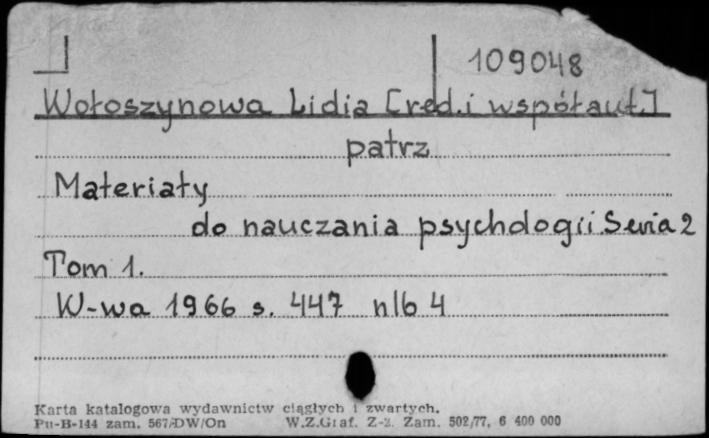 109048
Wołoszynowa Lidia [red. i współaut.]
patrz
Materiały
do nauczania psychologii Seria 2
Tom 1.
W-wa 1966 s. 447 nlb 4
Karta katalogowa wydawnictw ciągłych i zwartych.
Pu-B-144 zam. 567/DW/On W.Z.Graf. Z-2. Zam. 502/77. 6 400 000